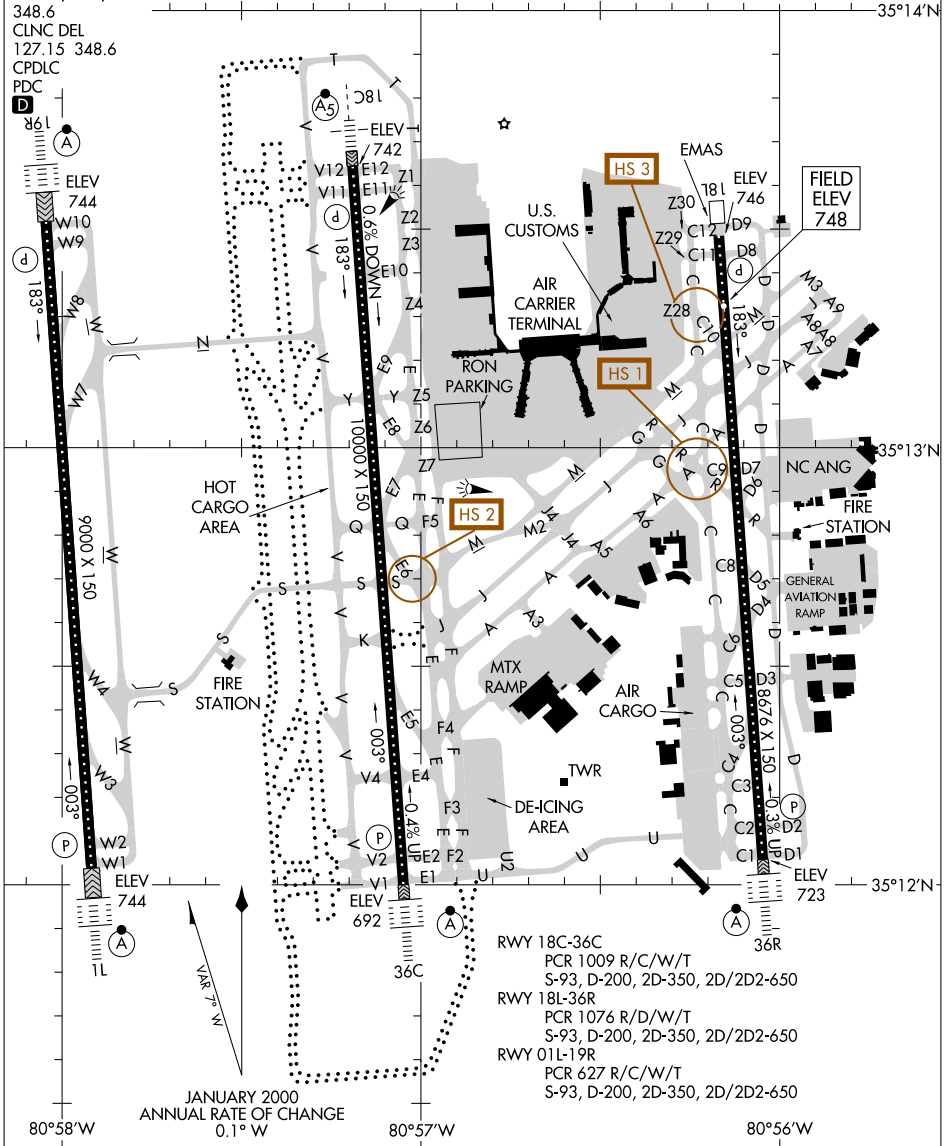 348.6
CLNC DEL
127.15 348.6
CPDLC
PDC
D
35°14'N
19R
A
ELEV
744
W10
W9
P
183°
W8
W
W7
9000 X 150
W
W4
W
W3
003°
P
W2
W1
ELEV
744
A
1L
N
S
S
S
FIRE
STATION
HOT
CARGO
AREA
T
T
T
A5
18C
ELEV
742
V
V12
E12
V11
E11
P
183°
0.6% DOWN
V
E10
Z1
Z2
Z3
Z4
V
E9
E
Y
Y
Z5
E8
Z6
Z7
10000 X 150
E7
E
F
Q
Q
F5
V
HS 2
E6
S
S
V
K
J
E
F
V
E5
F4
003°
V
F
E
V4
E4
0.4% UP
F3
P
E
F
V2
E2
F2
V1
E1
U
U2
U
U
U
ELEV
692
A
36C
HS 3
EMAS
18L
ELEV
746
FIELD
ELEV
748
Z30
C12
D9
Z29
C11
D8
P
U.S.
CUSTOMS
AIR
CARRIER
TERMINAL
RON
PARKING
Z28
C
C10
C
183°
D
M
D
J
D
M3
A9
J
A8
A8
A7
A
HS 1
M
J
R
G
G
C
A
R
A
R
C9
D7
D6
D
R
35°13'N
NC ANG
FIRE
STATION
M
J
A
A6
M
M2
J4
J4
A5
C
C8
D5
D4
GENERAL
AVIATION
RAMP
J
A
A
A3
C
C6
D
MTX
RAMP
C5
D3
AIR
CARGO
C
003°
8676 X 150
TWR
DE-ICING
AREA
C4
C3
D
C
0.3% UP
P
C2
D2
C1
D1
ELEV
723
35°12'N
A
36R
VAR 7° W
JANUARY 2000
ANNUAL RATE OF CHANGE
0.1° W
RWY 18C-36C
PCR 1009 R/C/W/T
S-93, D-200, 2D-350, 2D/2D2-650
RWY 18L-36R
PCR 1076 R/D/W/T
S-93, D-200, 2D-350, 2D/2D2-650
RWY 01L-19R
PCR 627 R/C/W/T
S-93, D-200, 2D-350, 2D/2D2-650
80°58'W
80°57'W
80°56'W